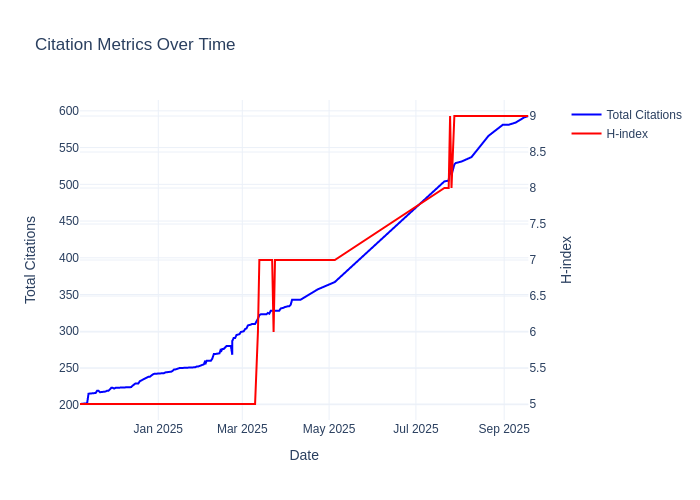 Citation Metrics Over Time
Total Citations
H-index
600
550
500
450
400
350
300
250
200
9
8.5
8
7.5
7
6.5
6
5.5
5
Total Citations
H-index
Jan 2025
Mar 2025
May 2025
Jul 2025
Sep 2025
Date